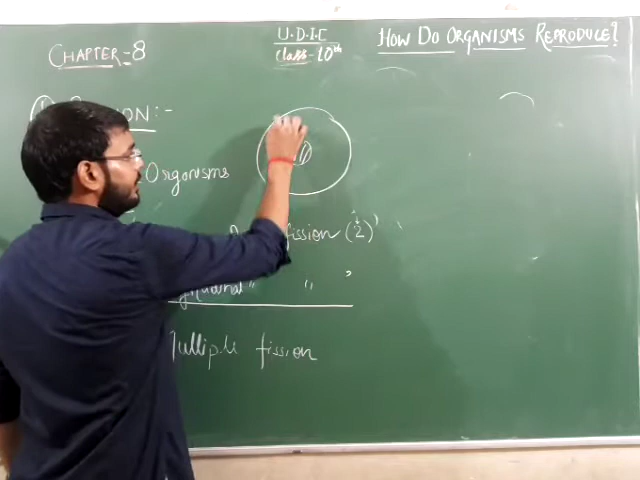 CHAPTER-8
U.D.I.C
Class-10th
HOW DO ORGANISMS REPRODUCE?
Organisms
fission (2)
Multiple fission